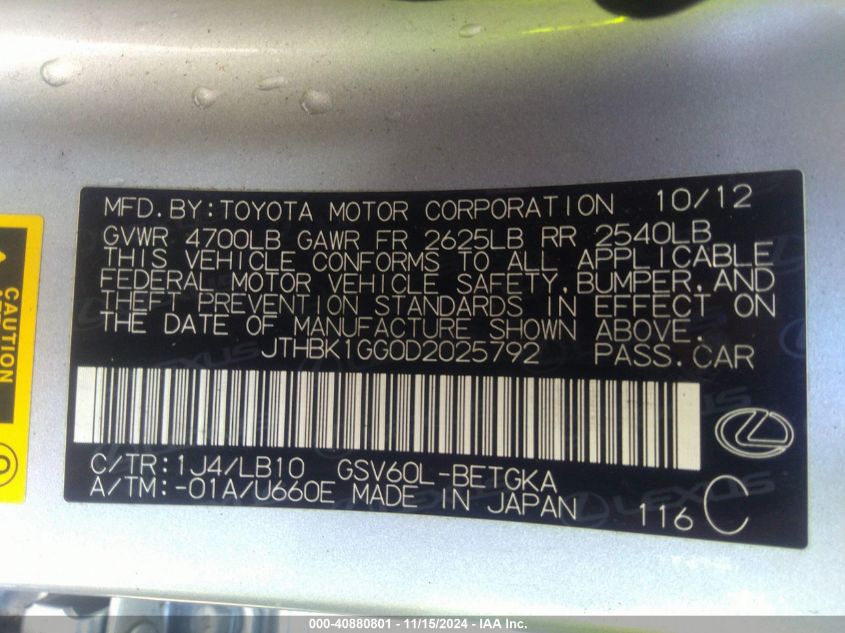 MFD.BY:TOYOTA MOTOR CORPORATION 10/12
GVWR 4700LB GAWR FR 2625LB RR 2540LB
THIS VEHICLE CONFORMS TO ALL APPLICABLE
FEDERAL MOTOR VEHICLE SAFETY,BUMPER,AND
THEFT PREVENTION STANDARDS IN EFFECT ON
THE DATE OF MANUFACTURE SHOWN ABOVE.
JTHBK1GG0D2025792 PASS.CAR
C/TR:1J4/LB10 GSV60L-BETGKA
A/TM:-01A/U660E MADE IN JAPAN
116 C
CAUTION
LEXUS
000-40880801 - 11/15/2024 - IAA Inc.